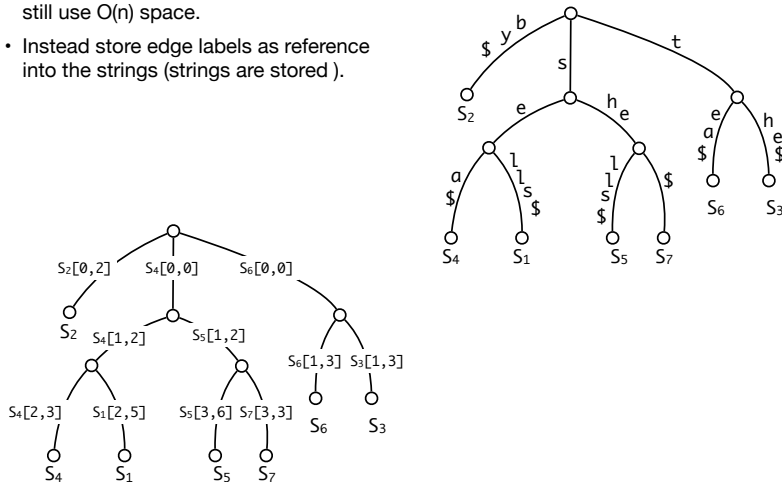 still use O(n) space.
• Instead store edge labels as reference
into the strings (strings are stored ).
b
y
$
s
t
S2
e
h
e
e
a
$
h
e
$
a
$
l
l
s
$
l
l
s
$
$
S6
S3
S4
S1
S5
S7
S2[0,2] S4[0,0] S6[0,0]
S2
S4[1,2] S5[1,2]
S6[1,3] S3[1,3]
S4[2,3] S1[2,5] S5[3,6] S7[3,3]
S6 S3
S4 S1 S5 S7